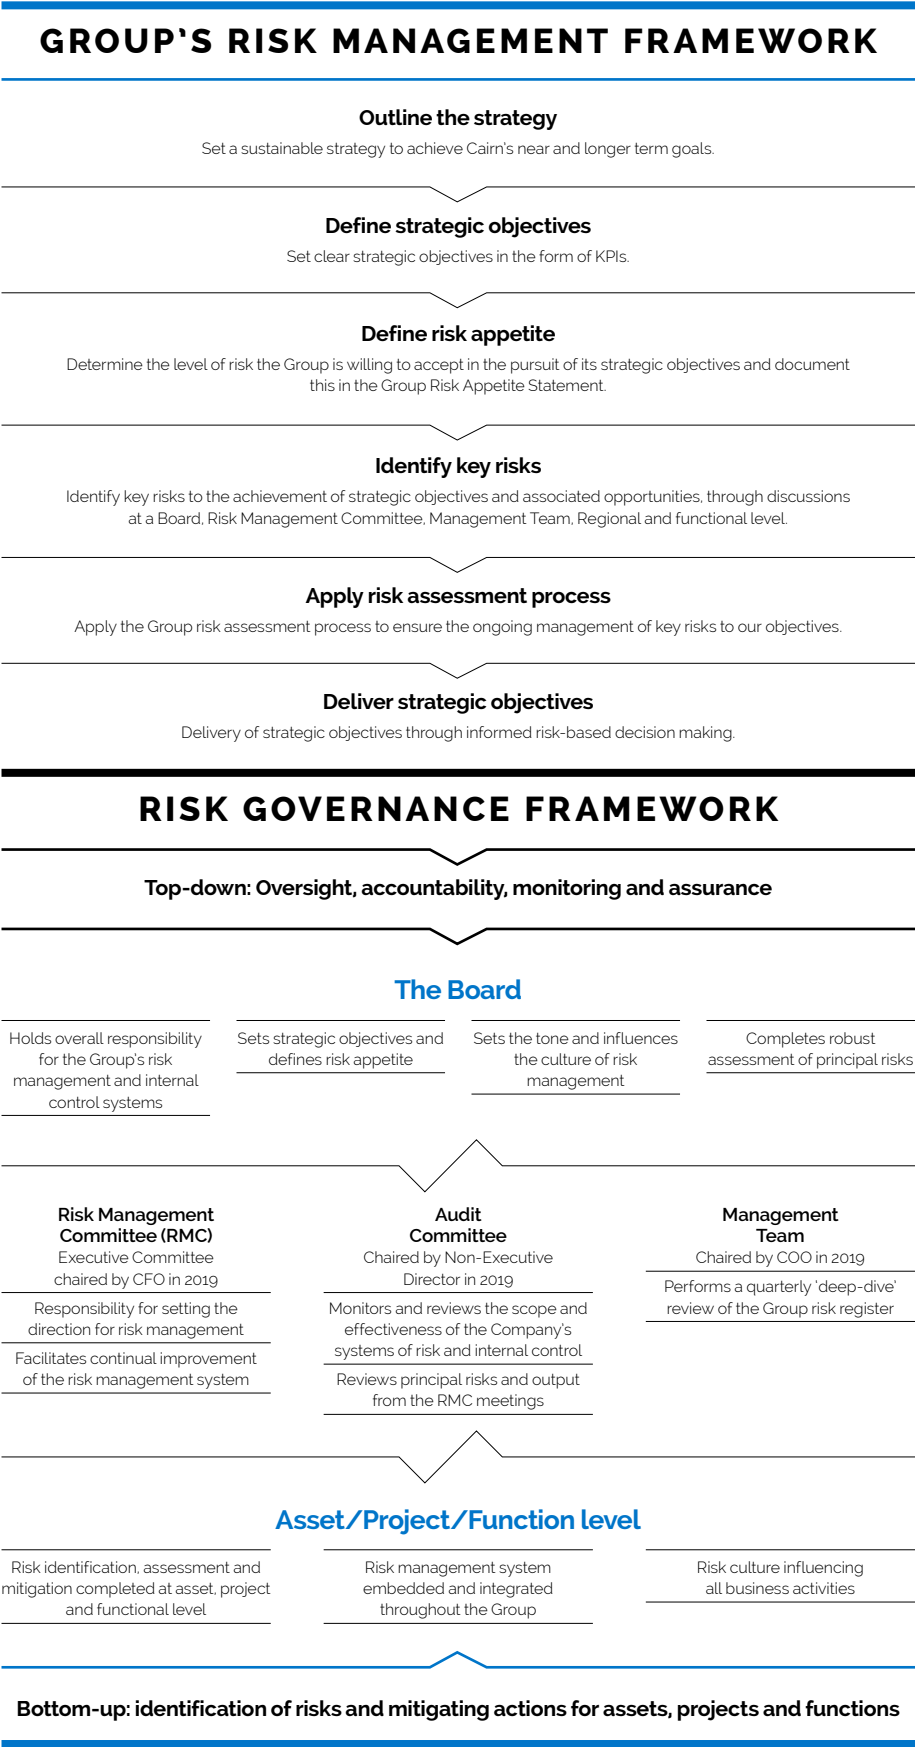 GROUP'S RISK MANAGEMENT FRAMEWORK
Outline the strategy
Set a sustainable strategy to achieve Cairn's near and longer term goals.
Define strategic objectives
Set clear strategic objectives in the form of KPIs.
Define risk appetite
Determine the level of risk the Group is willing to accept in the pursuit of its strategic objectives and document
this in the Group Risk Appetite Statement.
Identify key risks
Identify key risks to the achievement of strategic objectives and associated opportunities, through discussions
at a Board, Risk Management Committee, Management Team, Regional and functional level.
Apply risk assessment process
Apply the Group risk assessment process to ensure the ongoing management of key risks to our objectives.
Deliver strategic objectives
Delivery of strategic objectives through informed risk-based decision making.
RISK GOVERNANCE FRAMEWORK
Top-down: Oversight, accountability, monitoring and assurance
The Board
Holds overall responsibility
for the Group's risk
management and internal
control systems
Sets strategic objectives and
defines risk appetite
Sets the tone and influences
the culture of risk
management
Completes robust
assessment of principal risks
Risk Management
Committee (RMC)
Executive Committee
chaired by CFO in 2019
Responsibility for setting the
direction for risk management
Facilitates continual improvement
of the risk management system
Audit
Committee
Chaired by Non-Executive
Director in 2019
Monitors and reviews the scope and
effectiveness of the Company's
systems of risk and internal control
Reviews principal risks and output
from the RMC meetings
Management
Team
Chaired by COO in 2019
Performs a quarterly 'deep-dive'
review of the Group risk register
Asset/Project/Function level
Risk identification, assessment and
mitigation completed at asset, project
and functional level
Risk management system
embedded and integrated
throughout the Group
Risk culture influencing
all business activities
Bottom-up: identification of risks and mitigating actions for assets, projects and functions